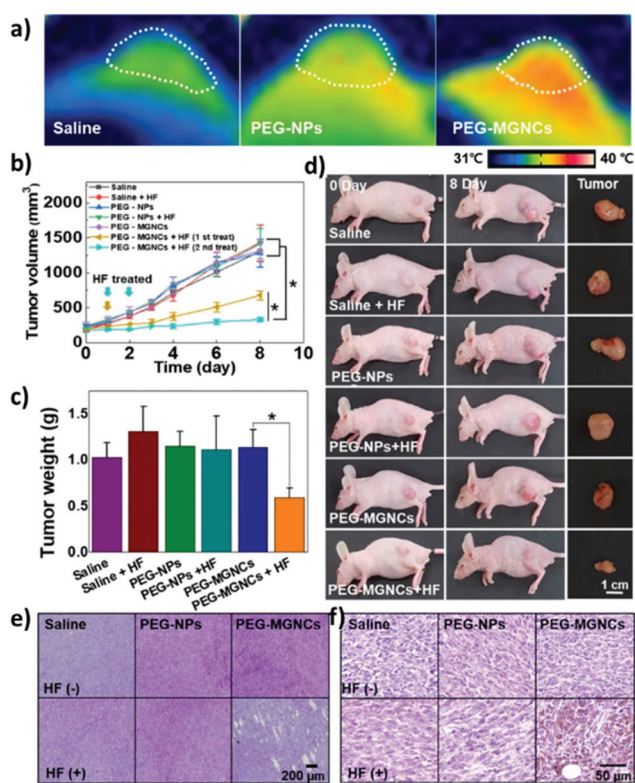 a)
Saline
PEG-NPs
PEG-MGNCs
31℃
40 ℃
b)
Tumor volume (mm³)
2000
1500
1000
500
0
Saline
Saline + HF
PEG - NPs
PEG - NPs + HF
PEG - MGNCs
PEG - MGNCs + HF (1 st treat)
PEG - MGNCs + HF (2 nd treat)
HF treated
*
*
0 2 4 6 8 10
Time (day)
c)
Tumor weight (g)
1.5
1.0
0.5
0.0
*
Saline
Saline + HF
PEG-NPs
PEG-NPs +HF
PEG-MGNCs
PEG-MGNCs + HF
d)
0 Day
8 Day
Tumor
Saline
Saline + HF
PEG-NPs
PEG-NPs+HF
PEG-MGNCs
PEG-MGNCs+HF
1 cm
e)
Saline
PEG-NPs
PEG-MGNCs
HF (-)
HF (+)
200 µm
f)
Saline
PEG-NPs
PEG-MGNCs
HF (-)
HF (+)
50 µm